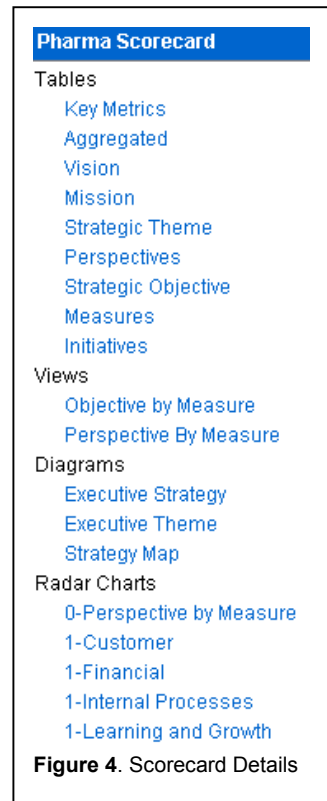 Pharma Scorecard
Tables
Key Metrics
Aggregated
Vision
Mission
Strategic Theme
Perspectives
Strategic Objective
Measures
Initiatives
Views
Objective by Measure
Perspective By Measure
Diagrams
Executive Strategy
Executive Theme
Strategy Map
Radar Charts
0-Perspective by Measure
1-Customer
1-Financial
1-Internal Processes
1-Learning and Growth
Figure 4. Scorecard Details